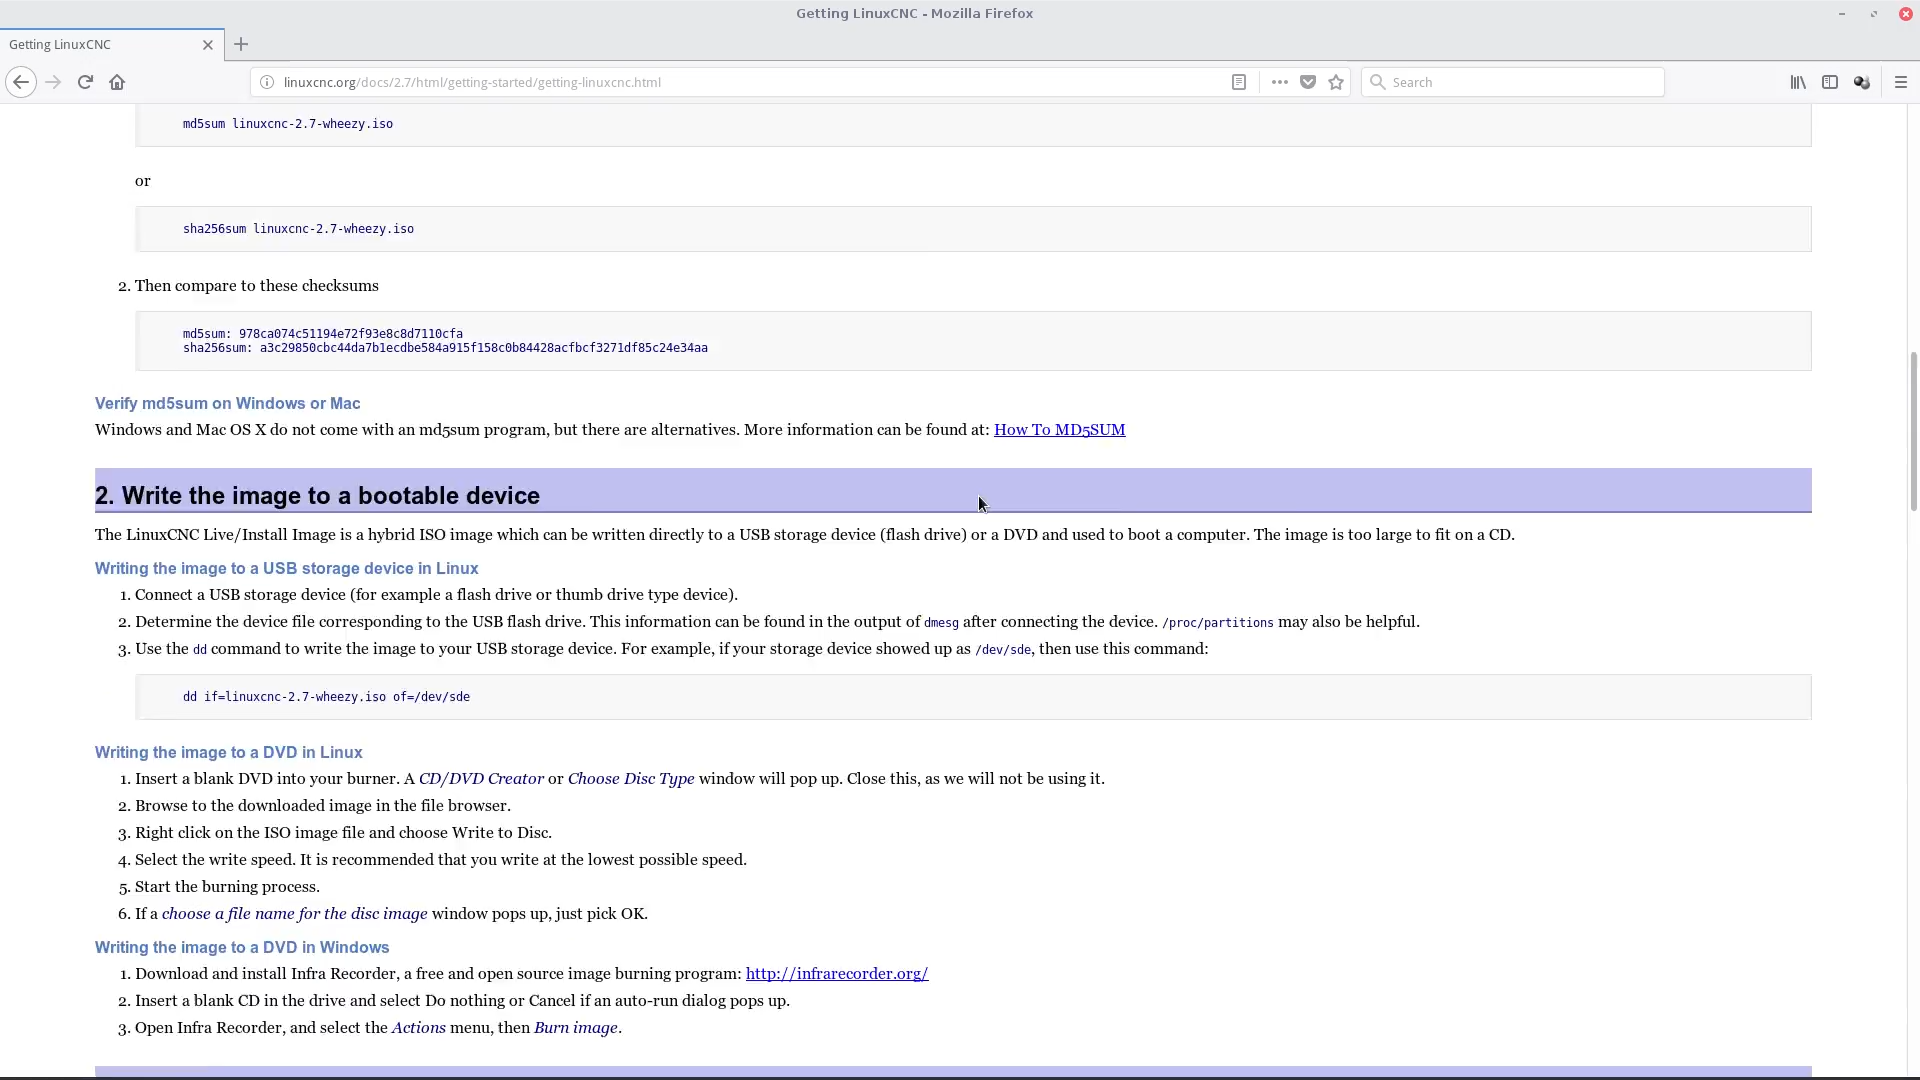 Getting LinuxCNC - Mozilla Firefox
Getting LinuxCNC
linuxcnc.org/docs/2.7/html/getting-started/getting-linuxcnc.html
Search
md5sum linuxcnc-2.7-wheezy.iso
or
sha256sum linuxcnc-2.7-wheezy.iso
2. Then compare to these checksums
md5sum: 978ca074c51194e72f93e8c8d7110cfa
sha256sum: a3c29850cbc44da7b1ecdbe584a915f158c0b84428acfbcf3271df85c24e34aa
Verify md5sum on Windows or Mac
Windows and Mac OS X do not come with an md5sum program, but there are alternatives. More information can be found at: How To MD5SUM
2. Write the image to a bootable device
The LinuxCNC Live/Install Image is a hybrid ISO image which can be written directly to a USB storage device (flash drive) or a DVD and used to boot a computer. The image is too large to fit on a CD.
Writing the image to a USB storage device in Linux
1. Connect a USB storage device (for example a flash drive or thumb drive type device).
2. Determine the device file corresponding to the USB flash drive. This information can be found in the output of dmesg after connecting the device. /proc/partitions may also be helpful.
3. Use the dd command to write the image to your USB storage device. For example, if your storage device showed up as /dev/sde, then use this command:
dd if=linuxcnc-2.7-wheezy.iso of=/dev/sde
Writing the image to a DVD in Linux
1. Insert a blank DVD into your burner. A CD/DVD Creator or Choose Disc Type window will pop up. Close this, as we will not be using it.
2. Browse to the downloaded image in the file browser.
3. Right click on the ISO image file and choose Write to Disc.
4. Select the write speed. It is recommended that you write at the lowest possible speed.
5. Start the burning process.
6. If a choose a file name for the disc image window pops up, just pick OK.
Writing the image to a DVD in Windows
1. Download and install Infra Recorder, a free and open source image burning program: http://infrarecorder.org/
2. Insert a blank CD in the drive and select Do nothing or Cancel if an auto-run dialog pops up.
3. Open Infra Recorder, and select the Actions menu, then Burn image.